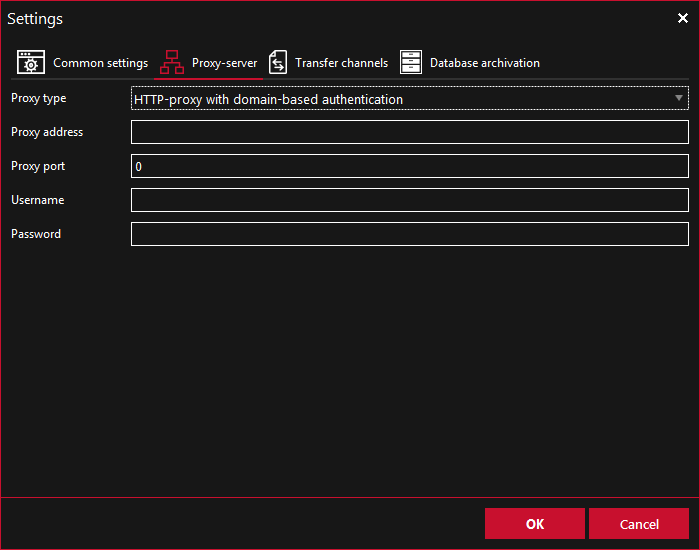 Settings
Common settings Proxy-server Transfer channels Database archivation
Proxy type HTTP-proxy with domain-based authentication
Proxy address
Proxy port 0
Username
Password
OK Cancel